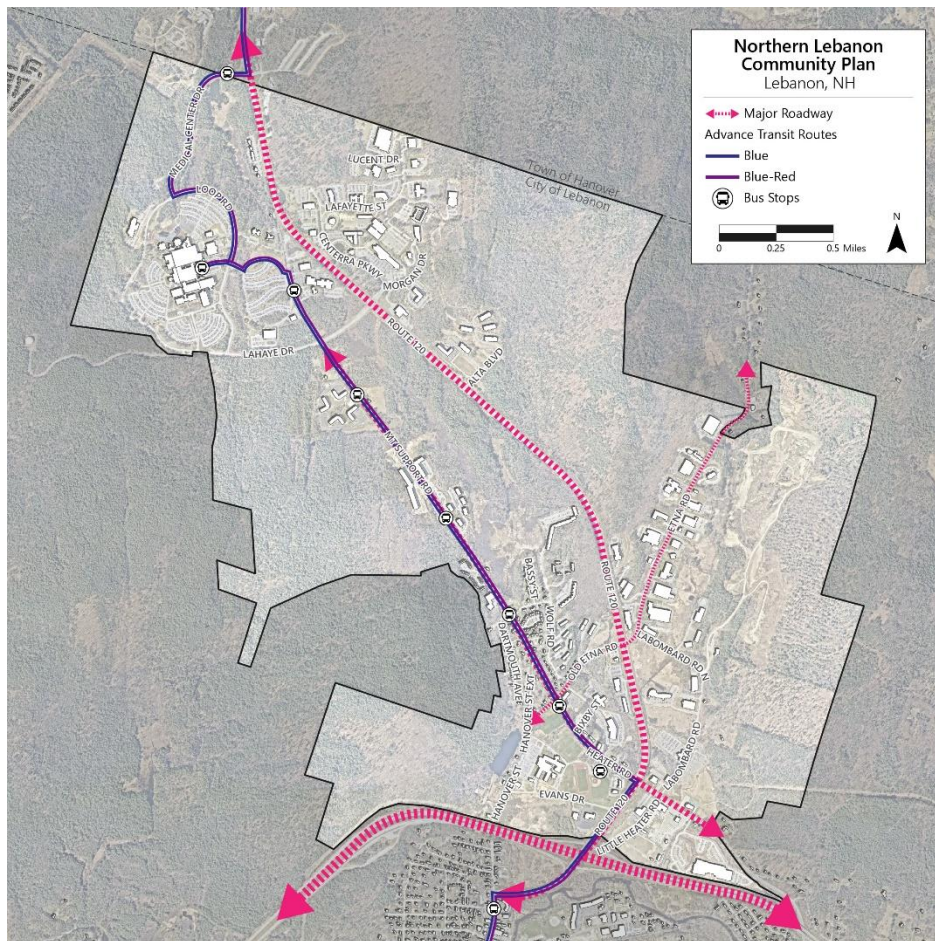 Northern Lebanon
Community Plan
Lebanon, NH
Major Roadway
Advance Transit Routes
Blue
Blue-Red
Bus Stops
N
0 0.25 0.5 Miles
MEDICAL CENTER DR
LUCENT DR
Town of Hanover
City of Lebanon
LOOP RD
LAFAYETTE ST
CENTERRA PKWY
MORGAN DR
LAHAYE DR
ROUTE 120
ALTA BLVD
MT SUPPORT RD
ETNA RD
BASSY ST
ROUTE 120
WOLF RD
DARTMOUTH AVE
OLD ETNA RD
LABOMBARD RD N
HANOVER ST EXT
BIXBY ST
HANOVER ST
HEATER RD
LABOMBARD RD
EVANS DR
ROUTE 120
LITTLE HEATER RD